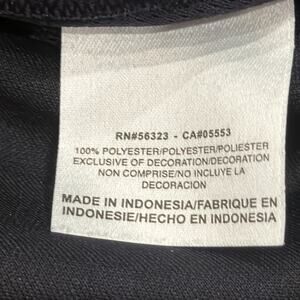 RN#56323 - CA#05553
100% POLYESTER/POLYESTER/POLIESTER
EXCLUSIVE OF DECORATION/DECORATION
NON COMPRISE/NO INCLUYE LA
DECORACION
MADE IN INDONESIA/FABRIQUE EN
INDONESIE/HECHO EN INDONESIA